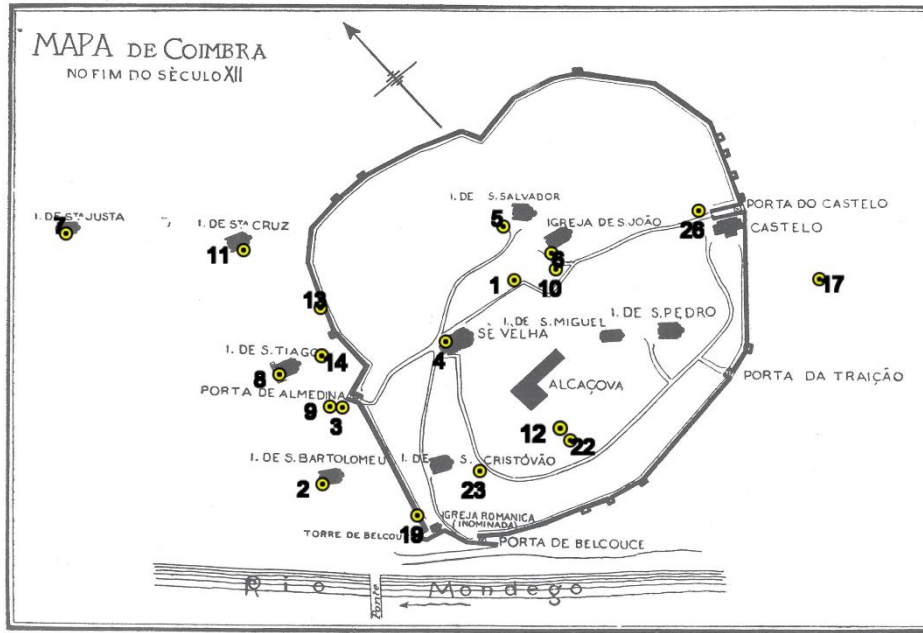 MAPA DE COIMBRA
NO FIM DO SÈCULO XII
I. DE S. SALVADOR
I. DE STA JUSTA
I. DE STA CRUZ
IGREJA DE S. JOÃO
PORTA DO CASTELO
CASTELO
7
11
5
6
26
10
1
17
13
I. DE S. MIGUEL
I. DE S. PEDRO
SÈ VELHA
4
I. DE S. TIAGO
14
8
ALCAÇOVA
PORTA DA TRAIÇÃO
PORTA DE ALMEDINA
9
3
12
22
I. DE S. BARTOLOMEU
I. DE S. CRISTÓVÃO
2
23
19
IGREJA ROMANICA
(INOMINADA)
TORRE DE BELCOU
PORTA DE BELCOUCE
Rio Mondego
Ponte